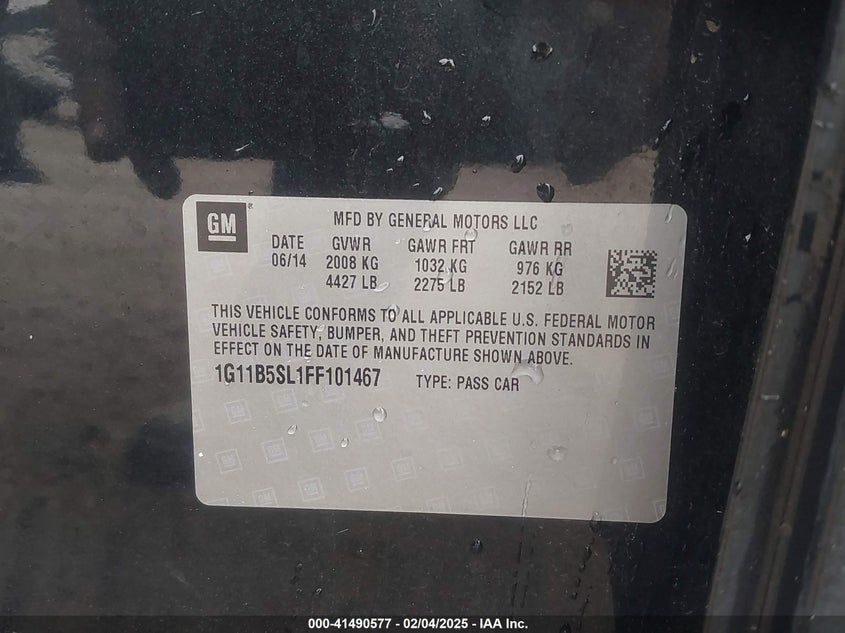 GM ®
MFD BY GENERAL MOTORS LLC
DATE GVWR GAWR FRT GAWR RR
06/14 2008 KG 1032 KG 976 KG
4427 LB 2275 LB 2152 LB
THIS VEHICLE CONFORMS TO ALL APPLICABLE U.S. FEDERAL MOTOR
VEHICLE SAFETY, BUMPER, AND THEFT PREVENTION STANDARDS IN
EFFECT ON THE DATE OF MANUFACTURE SHOWN ABOVE.
1G11B5SL1FF101467 TYPE: PASS CAR
000-41490577 - 02/04/2025 - IAA Inc.